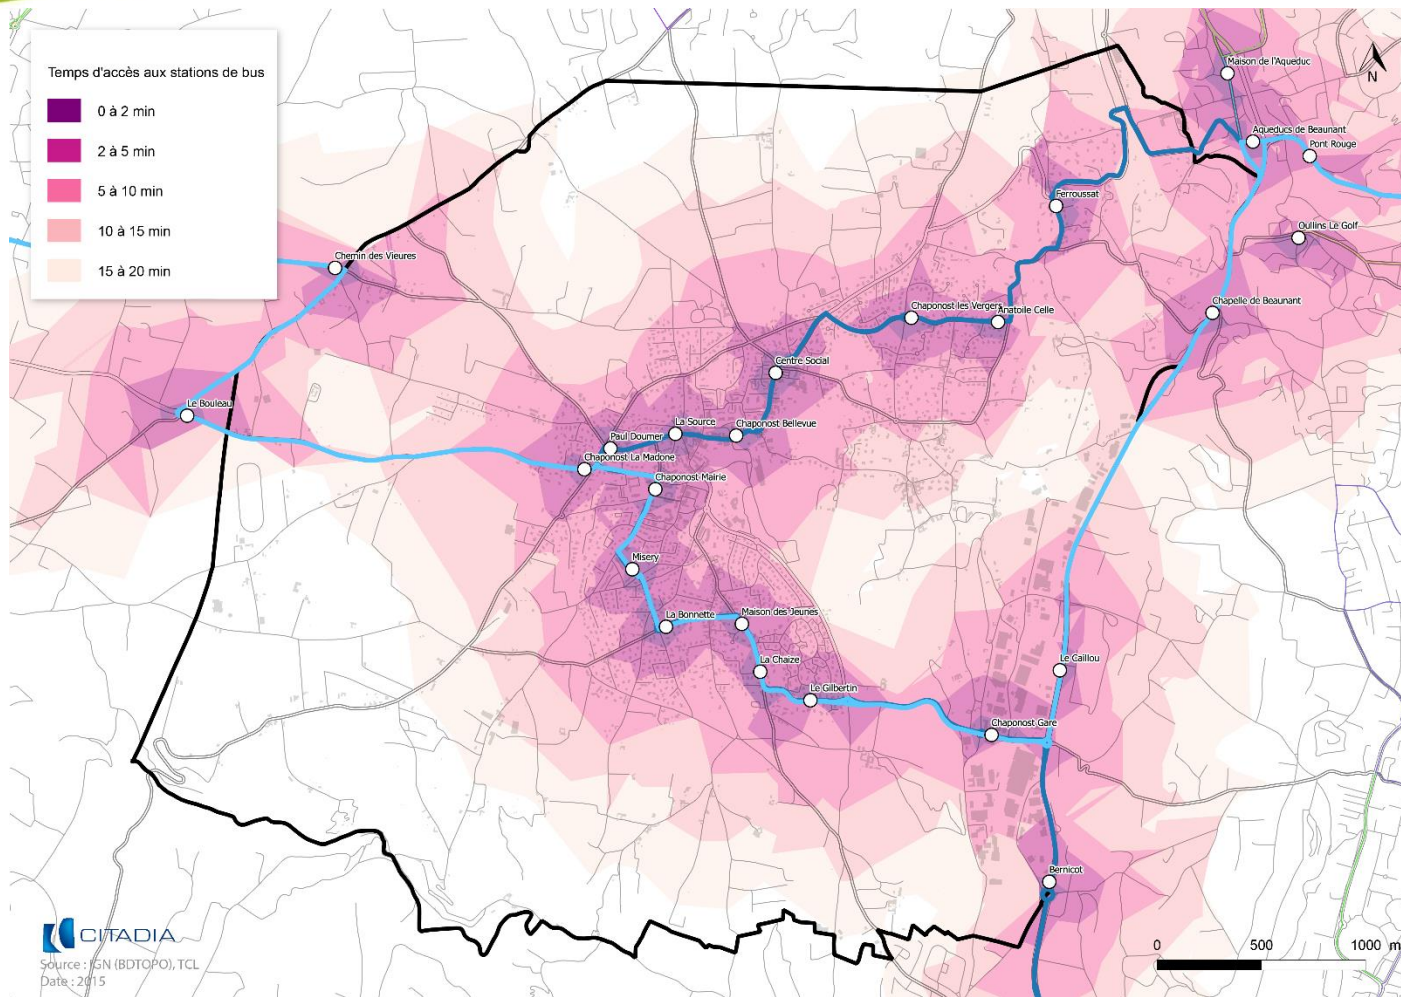 Temps d'accès aux stations de bus
0 à 2 min
2 à 5 min
5 à 10 min
10 à 15 min
15 à 20 min
N
Maison de l'Aqueduc
Aqueducs de Beaunant
Pont Rouge
Ferroussat
Oullins Le Golf
Chemin des Vieures
Chapelle de Beaunant
Chaponost les Vergers
Anatoile Celle
Centre Social
Le Bouleau
La Source
Chaponost Bellevue
Paul Doumer
Chaponost La Madone
Chaponost Mairie
Misery
La Bonnette
Maison des Jeunes
La Chaize
Le Caillou
Le Gilbertin
Chaponost Gare
Bernicot
CITADIA
Source : IGN (BDTOPO), TCL
Date : 2015
0 500 1000 m